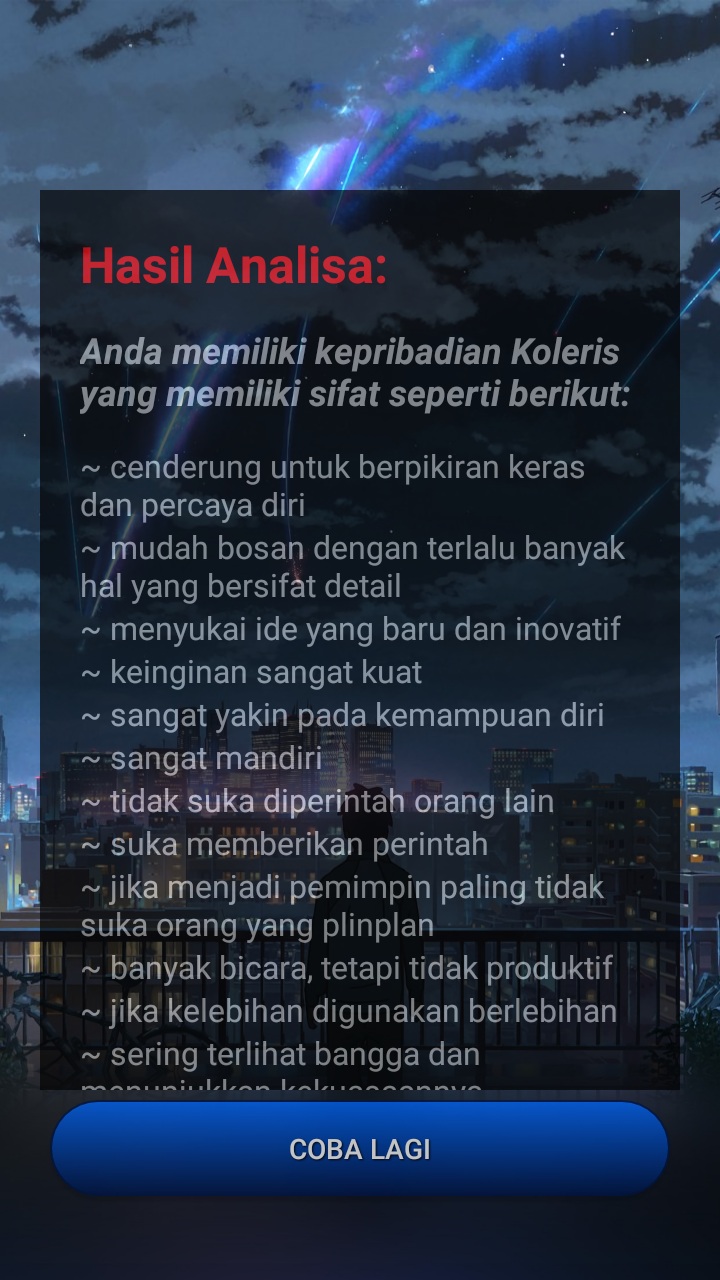 Hasil Analisa:
Anda memiliki kepribadian Koleris
yang memiliki sifat seperti berikut:
~ cenderung untuk berpikiran keras
dan percaya diri
~ mudah bosan dengan terlalu banyak
hal yang bersifat detail
~ menyukai ide yang baru dan inovatif
~ keinginan sangat kuat
~ sangat yakin pada kemampuan diri
~ sangat mandiri
~ tidak suka diperintah orang lain
~ suka memberikan perintah
~ jika menjadi pemimpin paling tidak
suka orang yang plinplan
~ banyak bicara, tetapi tidak produktif
~ jika kelebihan digunakan berlebihan
~ sering terlihat bangga dan
COBA LAGI